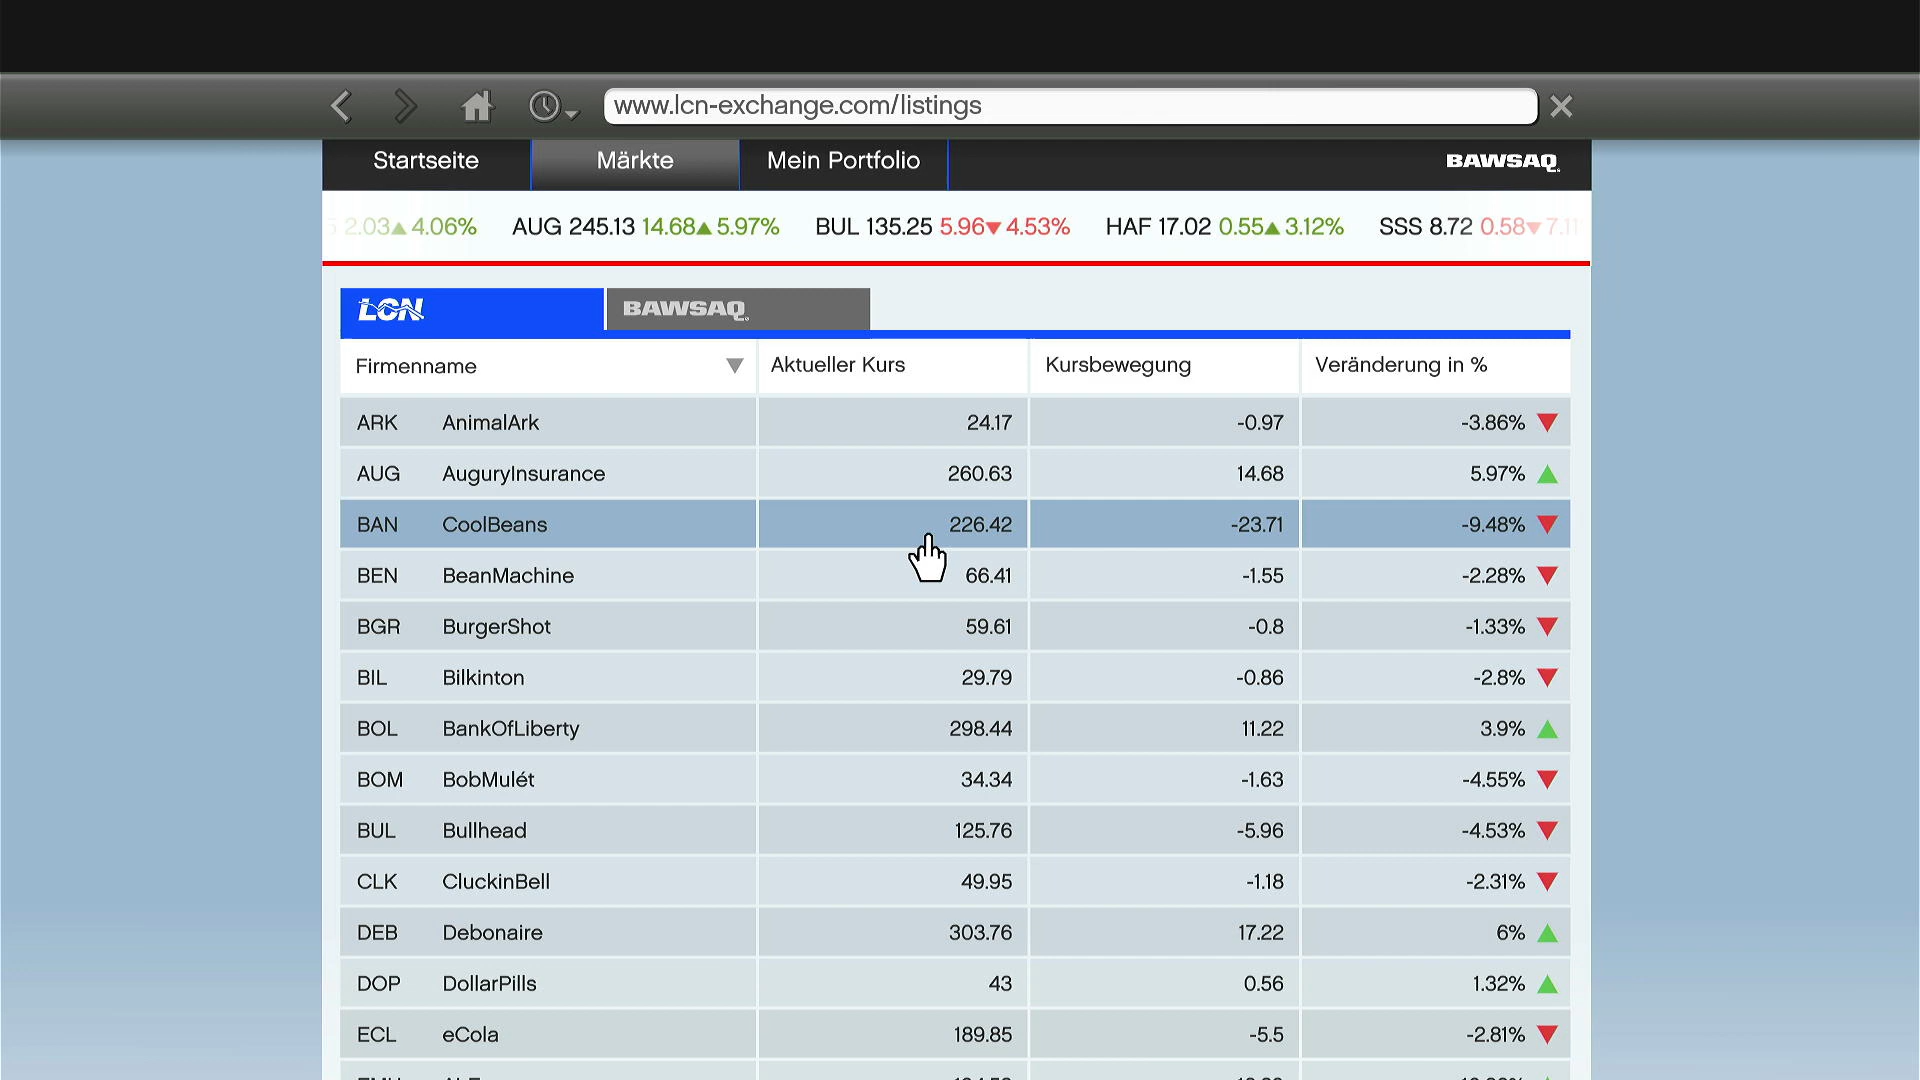 www.lcn-exchange.com/listings
Startseite Märkte Mein Portfolio BAWSAQ
2.03▲4.06% AUG 245.13 14.68▲5.97% BUL 135.25 5.96▼4.53% HAF 17.02 0.55▲3.12% SSS 8.72 0.58▼
LCN BAWSAQ
Firmenname Aktueller Kurs Kursbewegung Veränderung in %
ARK AnimalArk 24.17 -0.97 -3.86%
AUG AuguryInsurance 260.63 14.68 5.97%
BAN CoolBeans 226.42 -23.71 -9.48%
BEN BeanMachine 66.41 -1.55 -2.28%
BGR BurgerShot 59.61 -0.8 -1.33%
BIL Bilkinton 29.79 -0.86 -2.8%
BOL BankOfLiberty 298.44 11.22 3.9%
BOM BobMulét 34.34 -1.63 -4.55%
BUL Bullhead 125.76 -5.96 -4.53%
CLK CluckinBell 49.95 -1.18 -2.31%
DEB Debonaire 303.76 17.22 6%
DOP DollarPills 43 0.56 1.32%
ECL eCola 189.85 -5.5 -2.81%